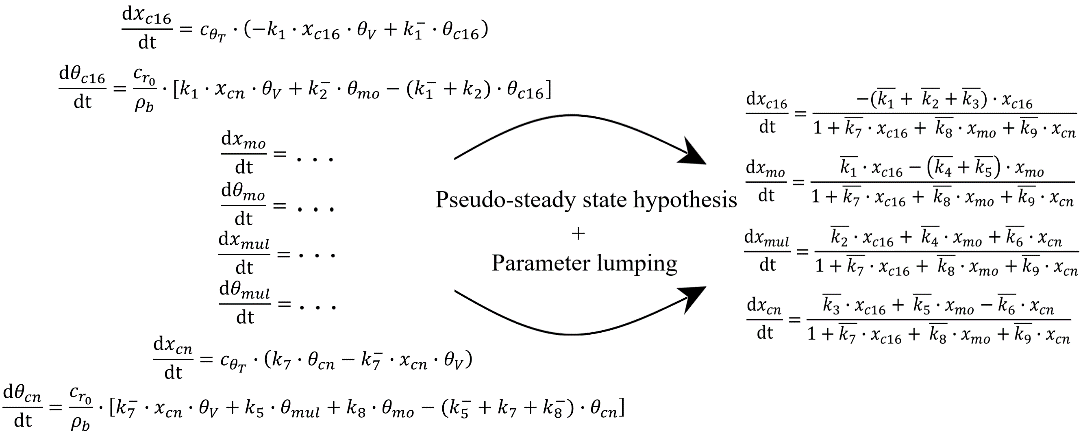 dx_{c16}/dt = c_{θ_T} · (−k_1 · x_{c16} · θ_V + k_1^- · θ_{c16})
dθ_{c16}/dt = c_{r_0}/ρ_b · [k_1 · x_{cn} · θ_V + k_2^- · θ_{mo} − (k_1^- + k_2) · θ_{c16}]
dx_{mo}/dt = . . .
dθ_{mo}/dt = . . .
dx_{mul}/dt = . . .
dθ_{mul}/dt = . . .
dx_{cn}/dt = c_{θ_T} · (k_7 · θ_{cn} − k_7^- · x_{cn} · θ_V)
dθ_{cn}/dt = c_{r_0}/ρ_b · [k_7^- · x_{cn} · θ_V + k_5 · θ_{mul} + k_8 · θ_{mo} − (k_5^- + k_7 + k_8^-) · θ_{cn}]
Pseudo-steady state hypothesis
+
Parameter lumping
dx_{c16}/dt = −(k̅_1 + k̅_2 + k̅_3) · x_{c16} / 1 + k̅_7 · x_{c16} + k̅_8 · x_{mo} + k̅_9 · x_{cn}
dx_{mo}/dt = k̅_1 · x_{c16} − (k̅_4 + k̅_5) · x_{mo} / 1 + k̅_7 · x_{c16} + k̅_8 · x_{mo} + k̅_9 · x_{cn}
dx_{mul}/dt = k̅_2 · x_{c16} + k̅_4 · x_{mo} + k̅_6 · x_{cn} / 1 + k̅_7 · x_{c16} + k̅_8 · x_{mo} + k̅_9 · x_{cn}
dx_{cn}/dt = k̅_3 · x_{c16} + k̅_5 · x_{mo} − k̅_6 · x_{cn} / 1 + k̅_7 · x_{c16} + k̅_8 · x_{mo} + k̅_9 · x_{cn}